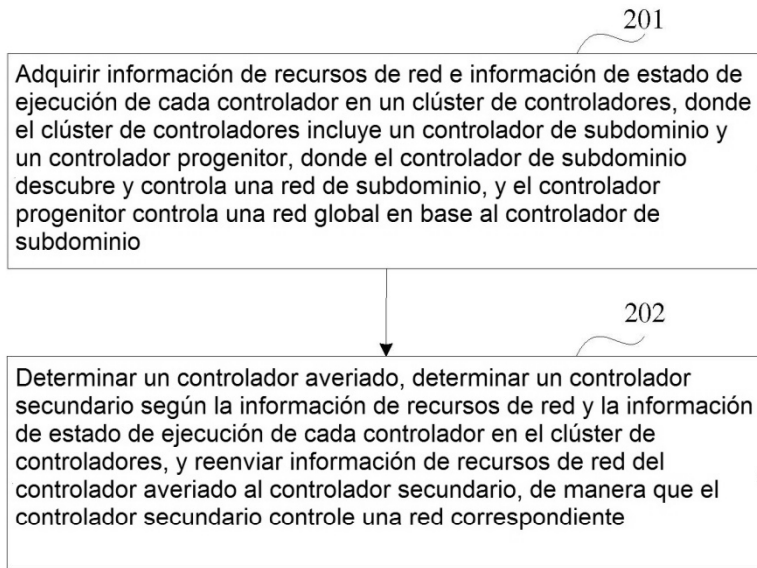 201
Adquirir información de recursos de red e información de estado de
ejecución de cada controlador en un clúster de controladores, donde
el clúster de controladores incluye un controlador de subdominio y
un controlador progenitor, donde el controlador de subdominio
descubre y controla una red de subdominio, y el controlador
progenitor controla una red global en base al controlador de
subdominio
202
Determinar un controlador averiado, determinar un controlador
secundario según la información de recursos de red y la información
de estado de ejecución de cada controlador en el clúster de
controladores, y reenviar información de recursos de red del
controlador averiado al controlador secundario, de manera que el
controlador secundario controle una red correspondiente